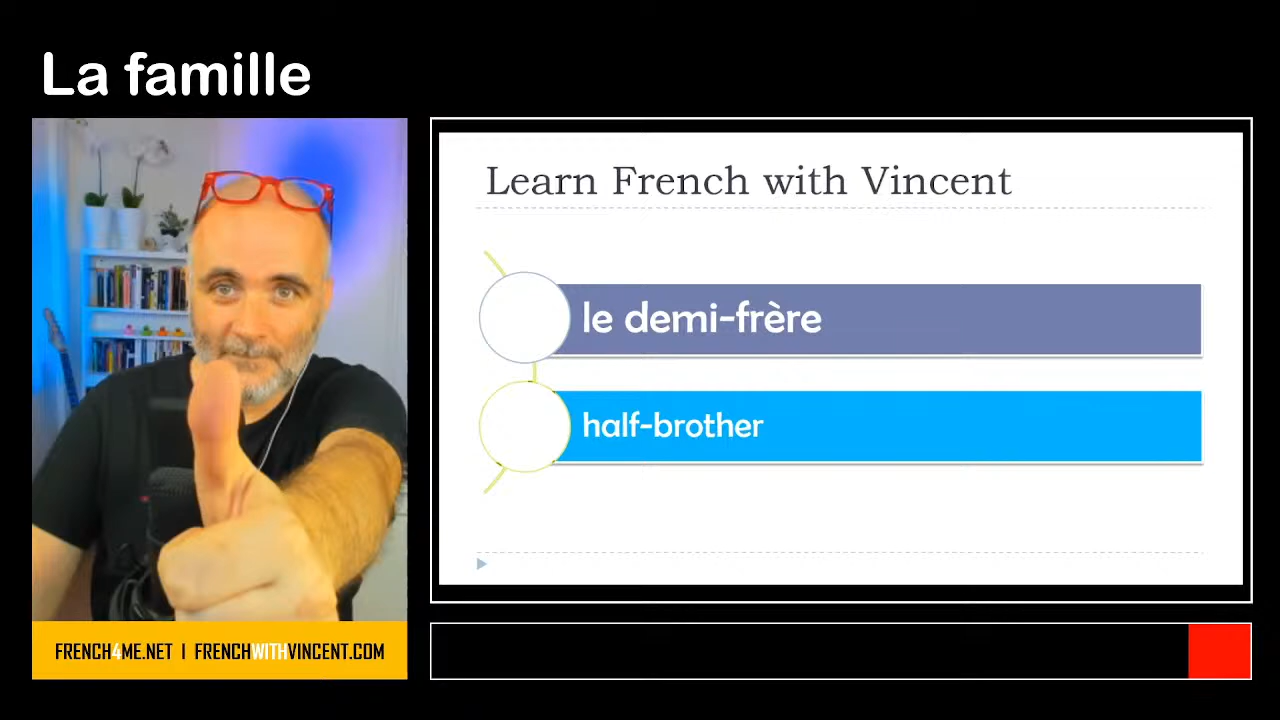 La famille
Learn French with Vincent
le demi-frère
half-brother
FRENCH4ME.NET | FRENCHWITHVINCENT.COM